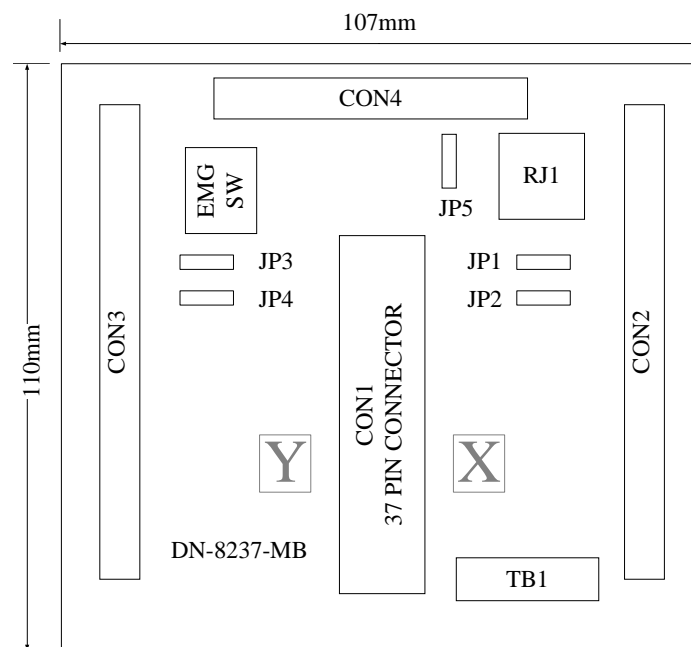 107mm
CON4
EMG
SW
RJ1
JP5
JP3
JP1
JP4
JP2
110mm
CON3
CON1
37 PIN CONNECTOR
CON2
Y
X
DN-8237-MB
TB1